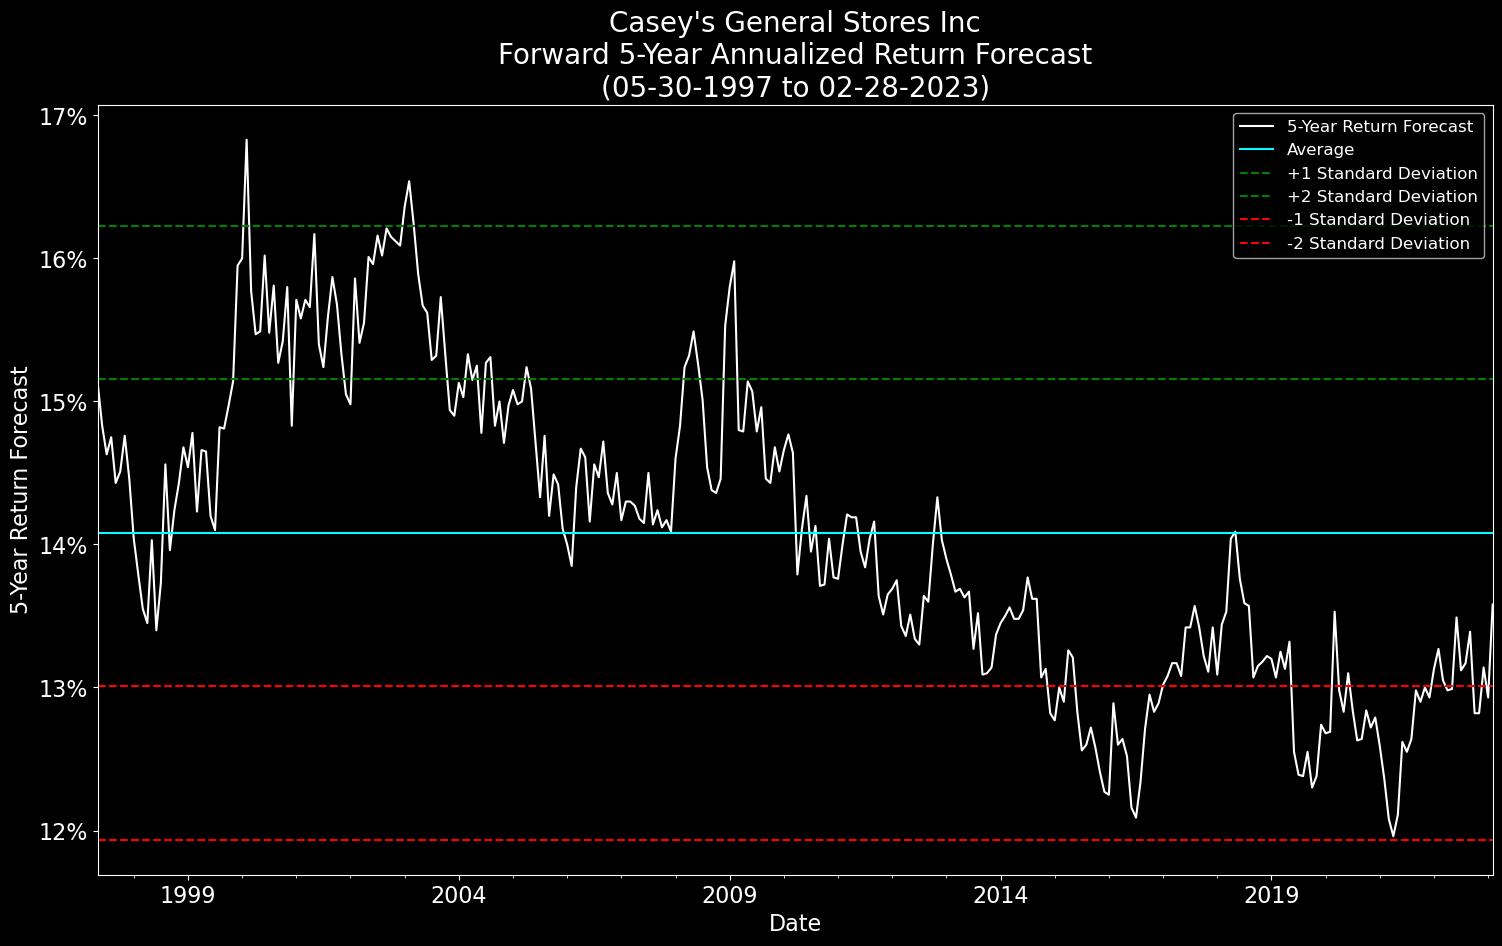 Casey's General Stores Inc
Forward 5-Year Annualized Return Forecast
(05-30-1997 to 02-28-2023)
17%
16%
15%
14%
13%
12%
5-Year Return Forecast
5-Year Return Forecast
Average
+1 Standard Deviation
+2 Standard Deviation
-1 Standard Deviation
-2 Standard Deviation
1999
2004
2009
2014
2019
Date